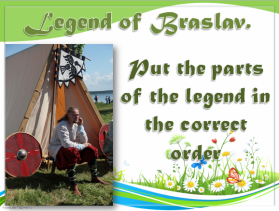 Legend of Braslav.
Put the parts
of the legend in
the correct
order